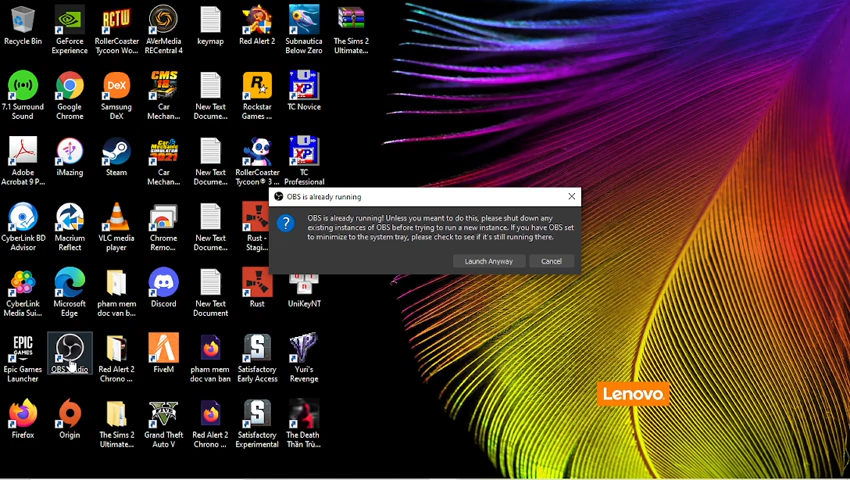 Recycle Bin
GeForce
Experience
RollerCoaster
Tycoon Wo...
AVerMedia
RECentral 4
keymap
Red Alert 2
Subnautica
Below Zero
The Sims 2
Ultimate...
7.1 Surround
Sound
Google
Chrome
Samsung
DeX
Car
Mechan...
New Text
Docume...
Rockstar
Games ...
TC Novice
Adobe
Acrobat 9 P...
iMazing
Steam
Car
Mechan...
New Text
Docume...
RollerCoaster
Tycoon® 3 ...
TC
Professional
OBS is already running
OBS is already running! Unless you meant to do this, please shut down any
existing instances of OBS before trying to run a new instance. If you have OBS set
to minimize to the system tray, please check to see if it's still running there.
Launch Anyway
Cancel
CyberLink BD
Advisor
Macrium
Reflect
VLC media
player
Chrome
Remo...
New Text
Docume...
Rust -
Stagi...
CyberLink
Media Sui...
Microsoft
Edge
pham mem
doc van b...
Discord
New Text
Document
Rust
UniKeyNT
EPIC
GAMES
Epic Games
Launcher
Red Alert 2
Chrono ...
FiveM
pham mem
doc van ban
Satisfactory
Early Access
Yuri's
Revenge
Lenovo
Firefox
Origin
The Sims 2
Ultimate...
Grand Theft
Auto V
Red Alert 2
Chrono ...
Satisfactory
Experimental
The Death
Thần Trù...